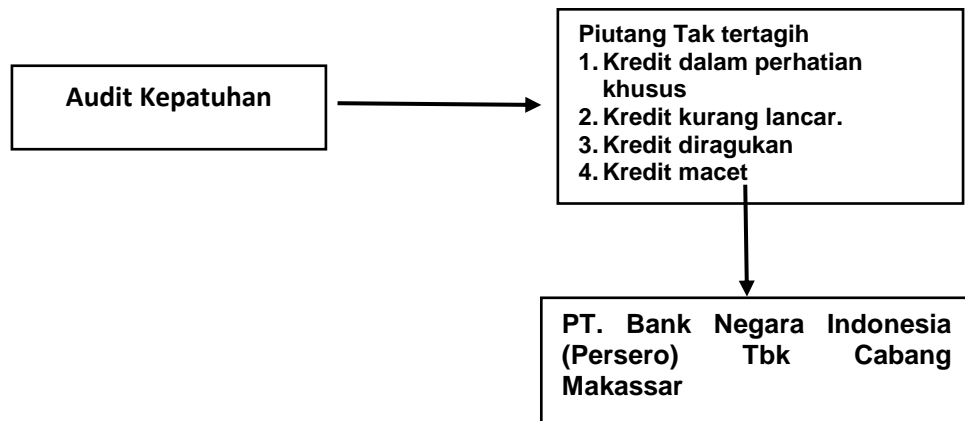 Audit Kepatuhan
Piutang Tak tertagih
1. Kredit dalam perhatian
khusus
2. Kredit kurang lancar.
3. Kredit diragukan
4. Kredit macet
PT. Bank Negara Indonesia
(Persero) Tbk Cabang
Makassar